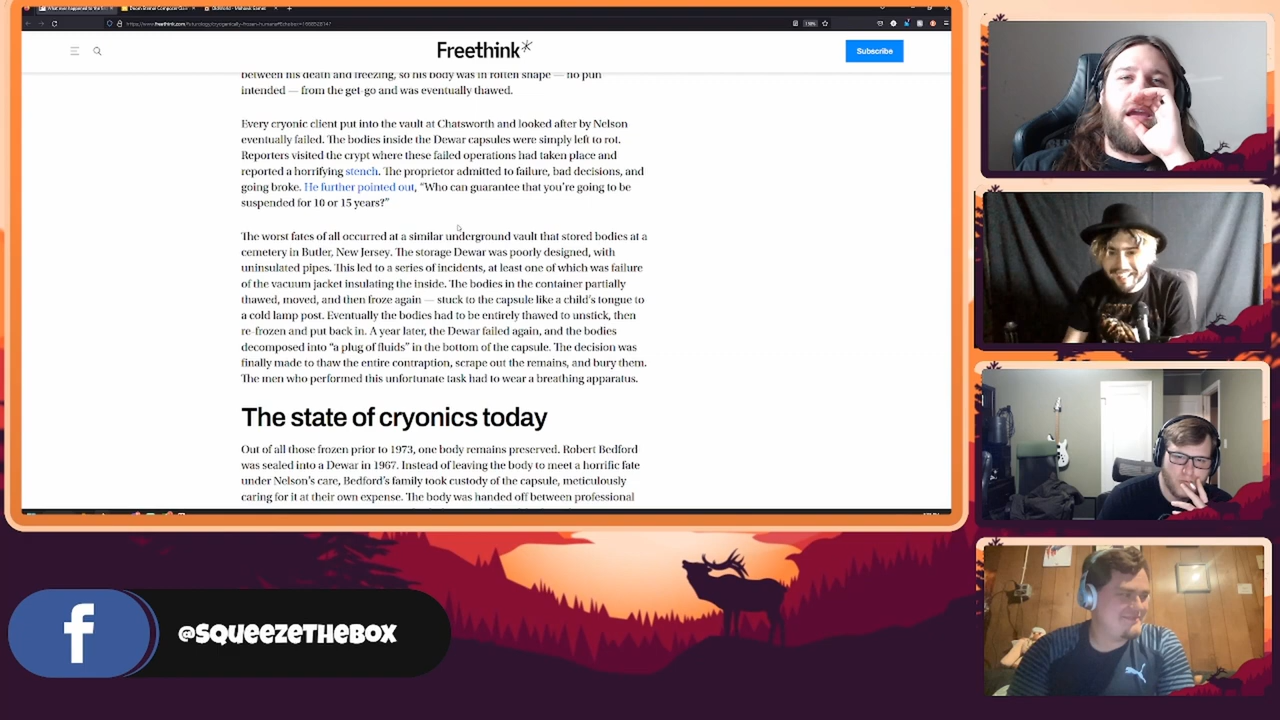 What ever happened to the
https://www.freethink.com/
Freethink*
Subscribe
between his death and freezing, so his body was in rotten shape — no pun
intended — from the get-go and was eventually thawed.
Every cryonic client put into the vault at Chatsworth and looked after by Nelson
eventually failed. The bodies inside the Dewar capsules were simply left to rot.
Reporters visited the crypt where these failed operations had taken place and
reported a horrifying stench. The proprietor admitted to failure, bad decisions, and
going broke. He further pointed out, “Who can guarantee that you’re going to be
suspended for 10 or 15 years?”
The worst fates of all occurred at a similar underground vault that stored bodies at a
cemetery in Butler, New Jersey. The storage Dewar was poorly designed, with
uninsulated pipes. This led to a series of incidents, at least one of which was failure
of the vacuum jacket insulating the inside. The bodies in the container partially
thawed, moved, and then froze again — stuck to the capsule like a child’s tongue to
a cold lamp post. Eventually the bodies had to be entirely thawed to unstick, then
re-frozen and put back in. A year later, the Dewar failed again, and the bodies
decomposed into “a plug of fluids” in the bottom of the capsule. The decision was
finally made to thaw the entire contraption, scrape out the remains, and bury them.
The men who performed this unfortunate task had to wear a breathing apparatus.
The state of cryonics today
Out of all those frozen prior to 1973, one body remains preserved. Robert Bedford
was sealed into a Dewar in 1967. Instead of leaving the body to meet a horrific fate
under Nelson’s care, Bedford’s family took custody of the capsule, meticulously
caring for it at their own expense. The body was handed off between professional
f
@SQUEEZETHEBOX